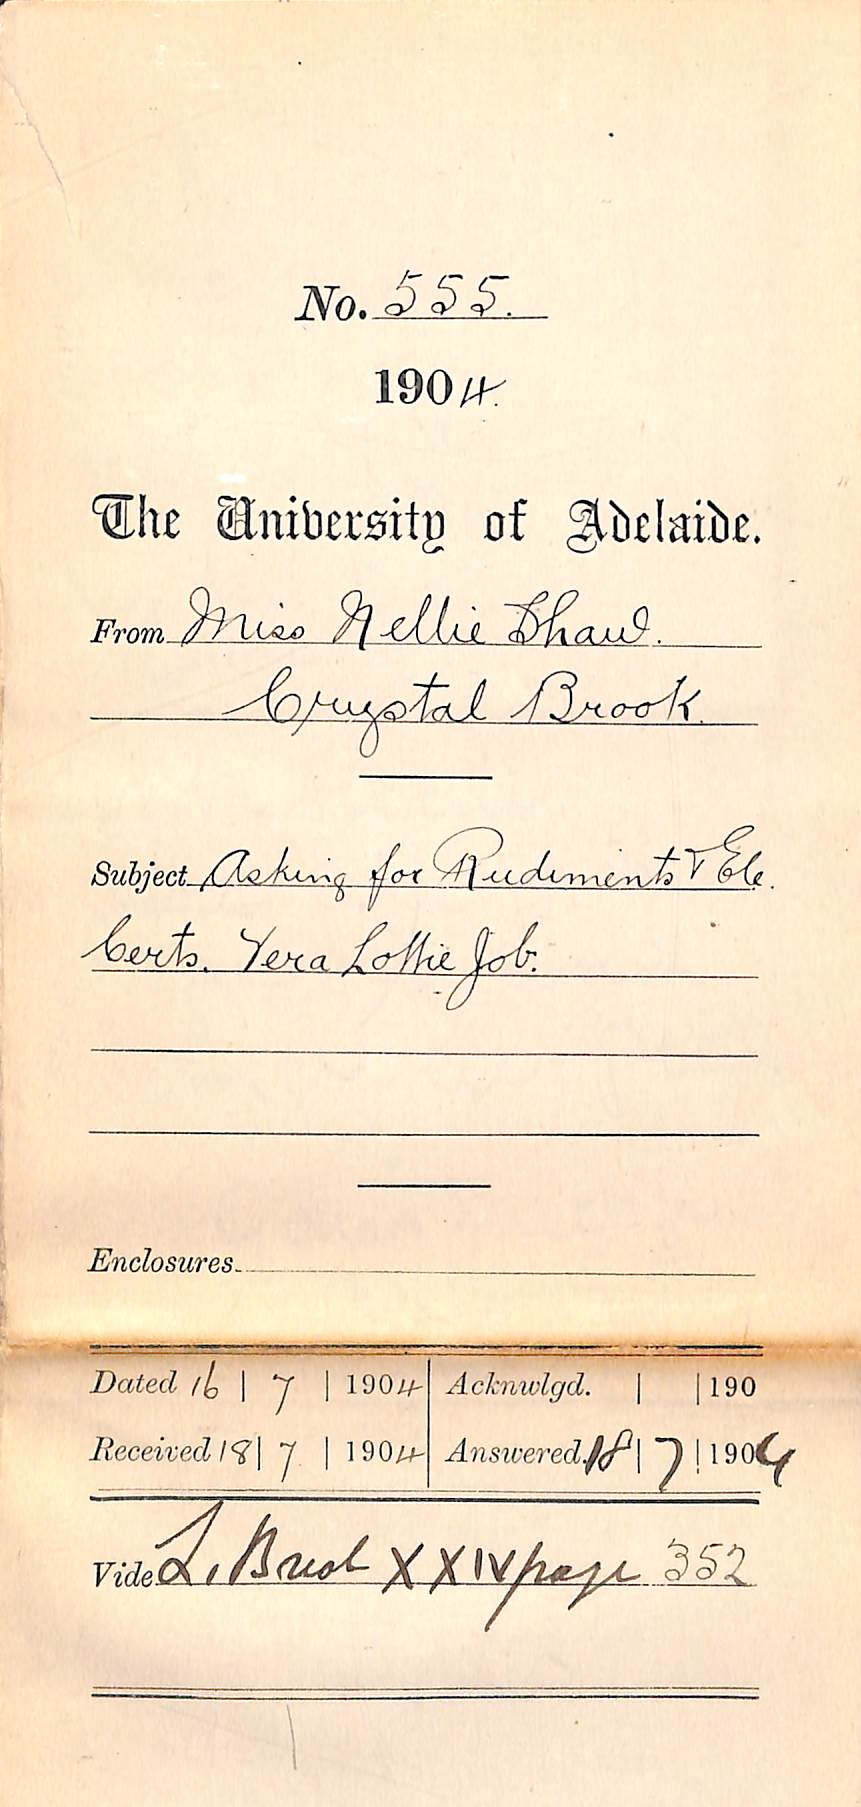 No. 555.
1904.
The University of Adelaide.
From Miss Nellie Shaw.
Crystal Brook.
Subject Asking for Rudiments & Ele.
Certs. Vera Lottie Job.
Enclosures
Dated 16 | 7 | 1904 Acknwlgd. | | 190
Received 18 | 7 | 1904 Answered. 18 | 7 | 1904
Vide L. Book XXIV page 352